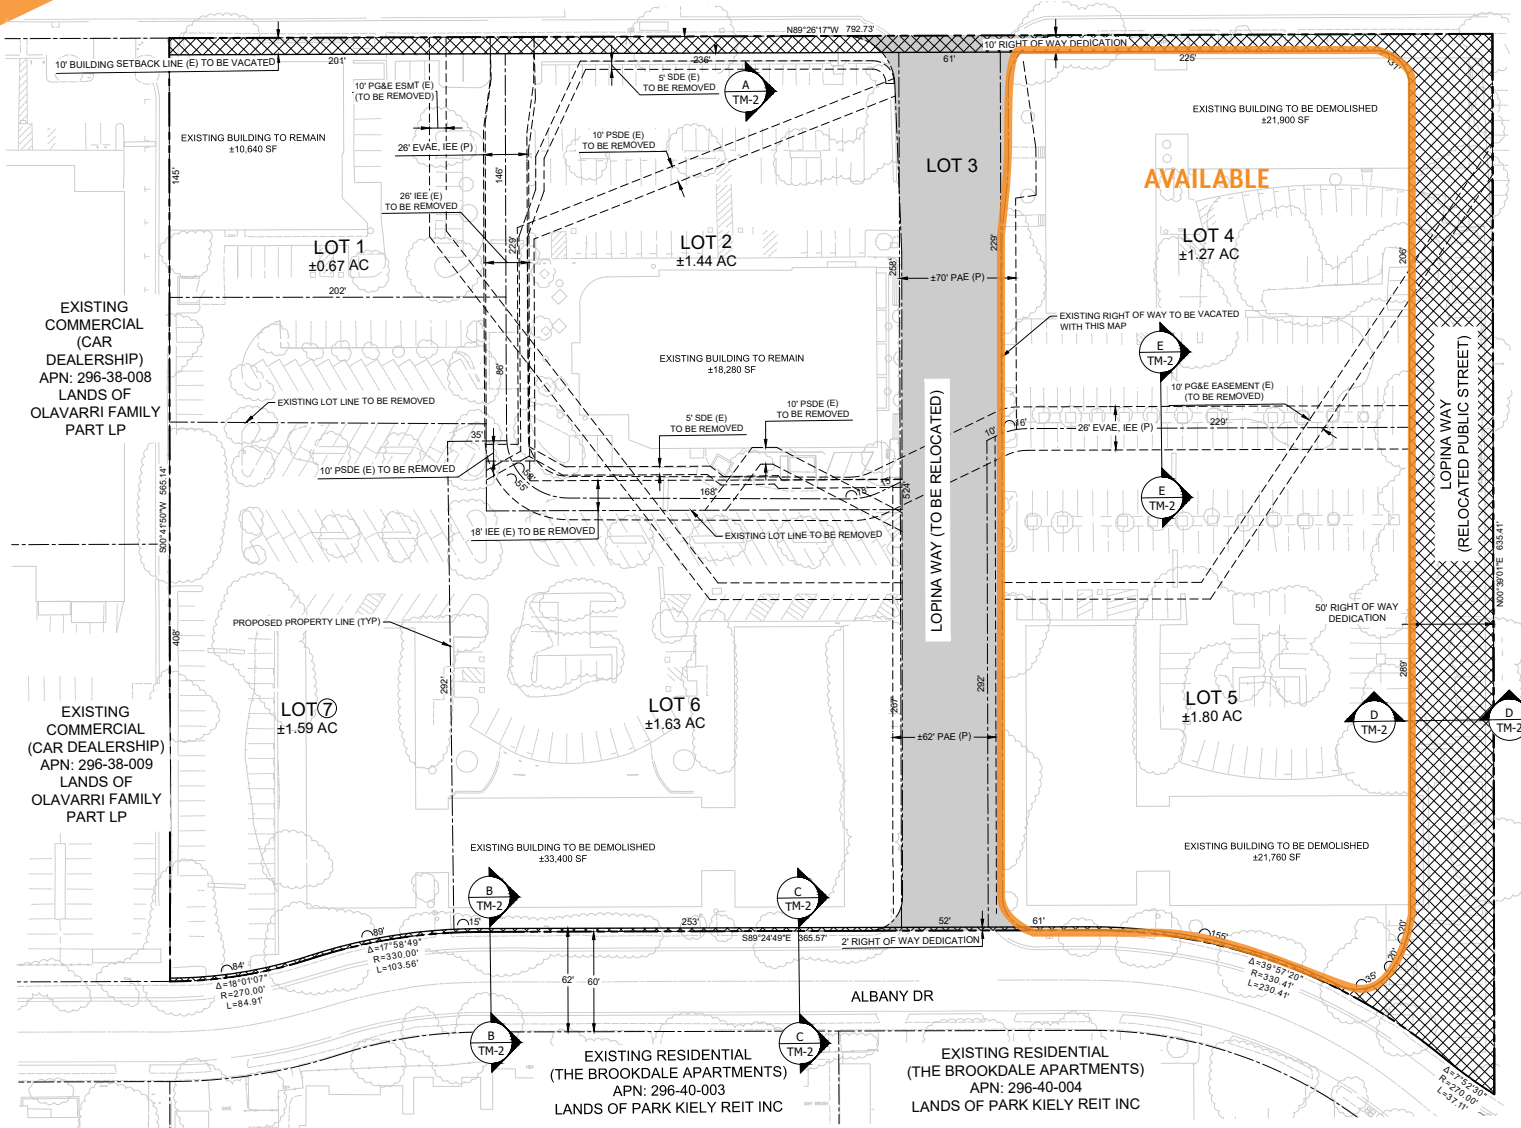 N89°26'17"W 792.73'
10' BUILDING SETBACK LINE (E) TO BE VACATED
201'
236'
61'
10' RIGHT OF WAY DEDICATION
225'
10' PG&E ESMT (E)
(TO BE REMOVED)
5' SDE (E)
TO BE REMOVED
A
TM-2
EXISTING BUILDING TO REMAIN
±10,640 SF
26' EVAE, IEE (P)
10' PSDE (E)
TO BE REMOVED
EXISTING BUILDING TO BE DEMOLISHED
±21,900 SF
145'
146'
26' IEE (E)
TO BE REMOVED
LOT 3
AVAILABLE
LOT 1
±0.67 AC
229'
LOT 2
±1.44 AC
258'
229'
LOT 4
±1.27 AC
206'
±70' PAE (P)
202'
EXISTING
COMMERCIAL
(CAR
DEALERSHIP)
APN: 296-38-008
LANDS OF
OLAVARRI FAMILY
PART LP
EXISTING RIGHT OF WAY TO BE VACATED
WITH THIS MAP
E
TM-2
EXISTING BUILDING TO REMAIN
±18,280 SF
86'
EXISTING LOT LINE TO BE REMOVED
10' PG&E EASEMENT (E)
(TO BE REMOVED)
5' SDE (E)
TO BE REMOVED
10' PSDE (E)
TO BE REMOVED
LOPINA WAY (TO BE RELOCATED)
LOPINA WAY
(RELOCATED PUBLIC STREET)
35'
10'
16'
26' EVAE, IEE (P)
229'
10' PSDE (E) TO BE REMOVED
55'
168'
524'
E
TM-2
18' IEE (E) TO BE REMOVED
EXISTING LOT LINE TO BE REMOVED
S00°41'50"W 565.14'
N00°39'01"E 635.41'
408'
PROPOSED PROPERTY LINE (TYP)
50' RIGHT OF WAY
DEDICATION
292'
292'
289'
LOT 7
±1.59 AC
LOT 6
±1.63 AC
267'
LOT 5
±1.80 AC
D
TM-2
D
TM-2
EXISTING
COMMERCIAL
(CAR DEALERSHIP)
APN: 296-38-009
LANDS OF
OLAVARRI FAMILY
PART LP
±62' PAE (P)
EXISTING BUILDING TO BE DEMOLISHED
±33,400 SF
EXISTING BUILDING TO BE DEMOLISHED
±21,760 SF
B
TM-2
C
TM-2
89'
15'
253'
S89°24'49"E 365.57'
52'
61'
2' RIGHT OF WAY DEDICATION
155'
20'
20'
35'
84'
Δ=17°58'49"
R=330.00'
L=103.56'
Δ=18°01'07"
R=270.00'
L=84.91'
62'
60'
Δ=39°57'20"
R=330.41'
L=230.41'
ALBANY DR
B
TM-2
C
TM-2
EXISTING RESIDENTIAL
(THE BROOKDALE APARTMENTS)
APN: 296-40-003
LANDS OF PARK KIELY REIT INC
EXISTING RESIDENTIAL
(THE BROOKDALE APARTMENTS)
APN: 296-40-004
LANDS OF PARK KIELY REIT INC
Δ=7°52'30"
R=270.00'
L=37.11'